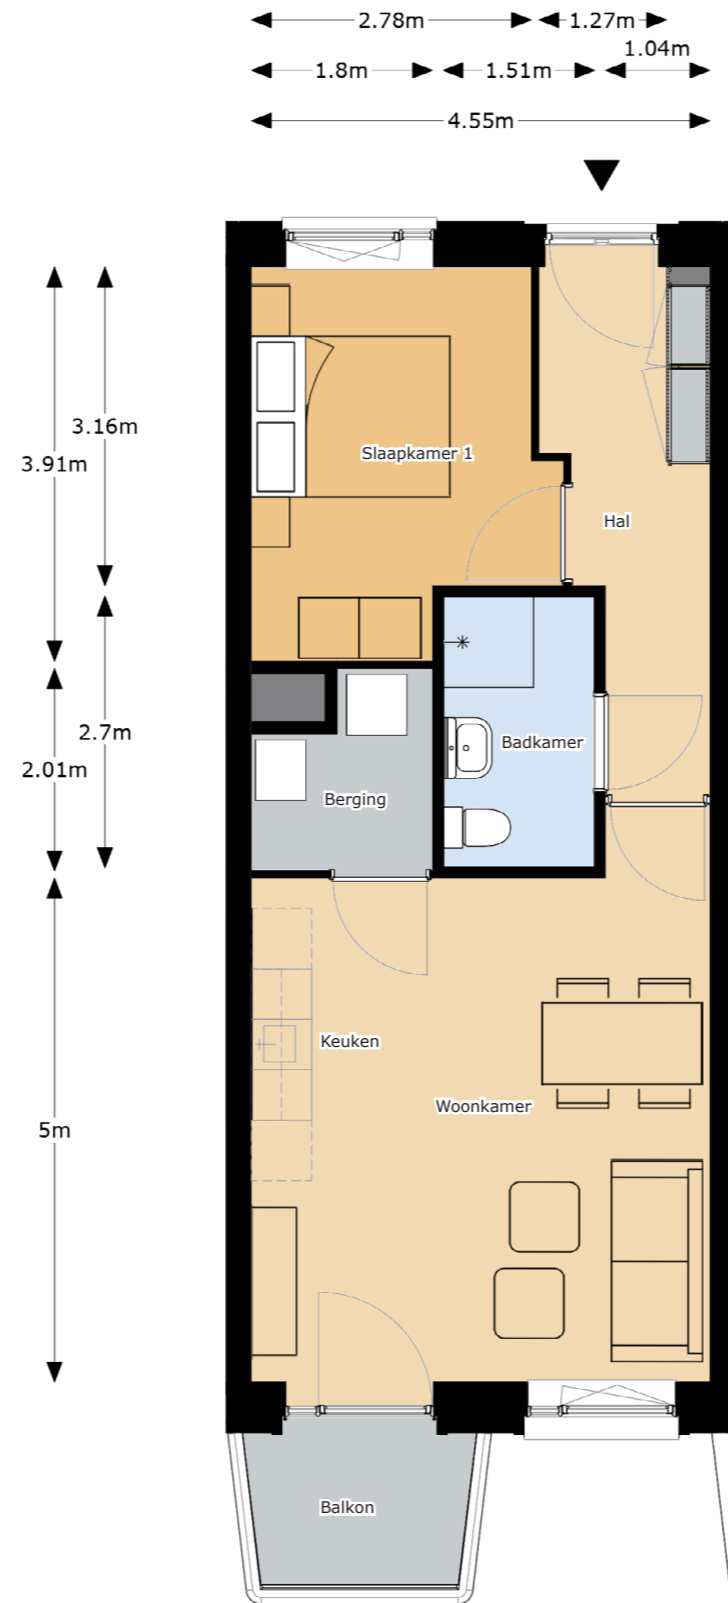 2.78m
1.27m
1.04m
1.8m
1.51m
4.55m
3.16m
3.91m
Slaapkamer 1
Hal
2.7m
2.01m
Badkamer
Berging
Keuken
Woonkamer
5m
Balkon